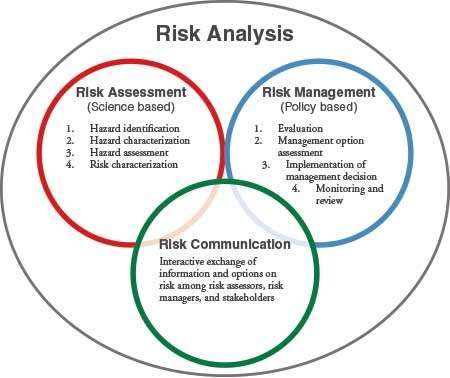 Risk Analysis
Risk Assessment
(Science based)
1. Hazard identification
2. Hazard characterization
3. Hazard assessment
4. Risk characterization
Risk Management
(Policy based)
1. Evaluation
2. Management option
assessment
3. Implementation of
management decision
4. Monitoring and
review
Risk Communication
Interactive exchange of
information and options on
risk among risk assessors, risk
managers, and stakeholders